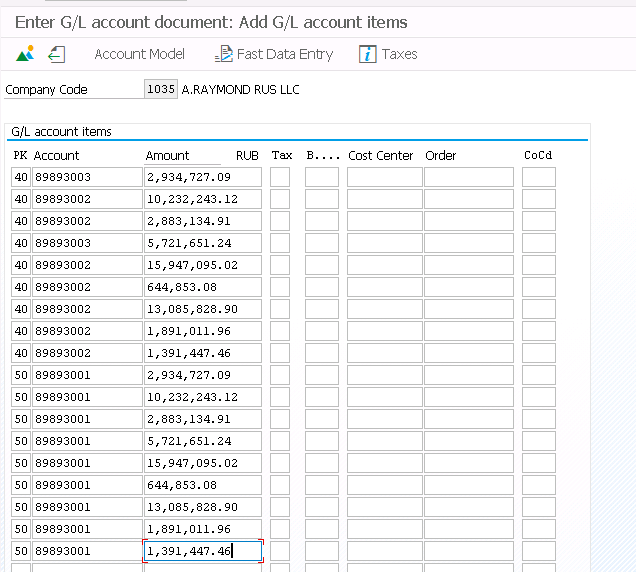 Enter G/L account document: Add G/L account items
Account Model Fast Data Entry Taxes
Company Code 1035 A.RAYMOND RUS LLC
G/L account items
PK Account Amount RUB Tax B.... Cost Center Order CoCd
40 89893003 2,934,727.09
40 89893002 10,232,243.12
40 89893002 2,883,134.91
40 89893003 5,721,651.24
40 89893002 15,947,095.02
40 89893002 644,853.08
40 89893002 13,085,828.90
40 89893002 1,891,011.96
40 89893002 1,391,447.46
50 89893001 2,934,727.09
50 89893001 10,232,243.12
50 89893001 2,883,134.91
50 89893001 5,721,651.24
50 89893001 15,947,095.02
50 89893001 644,853.08
50 89893001 13,085,828.90
50 89893001 1,891,011.96
50 89893001 1,391,447.46